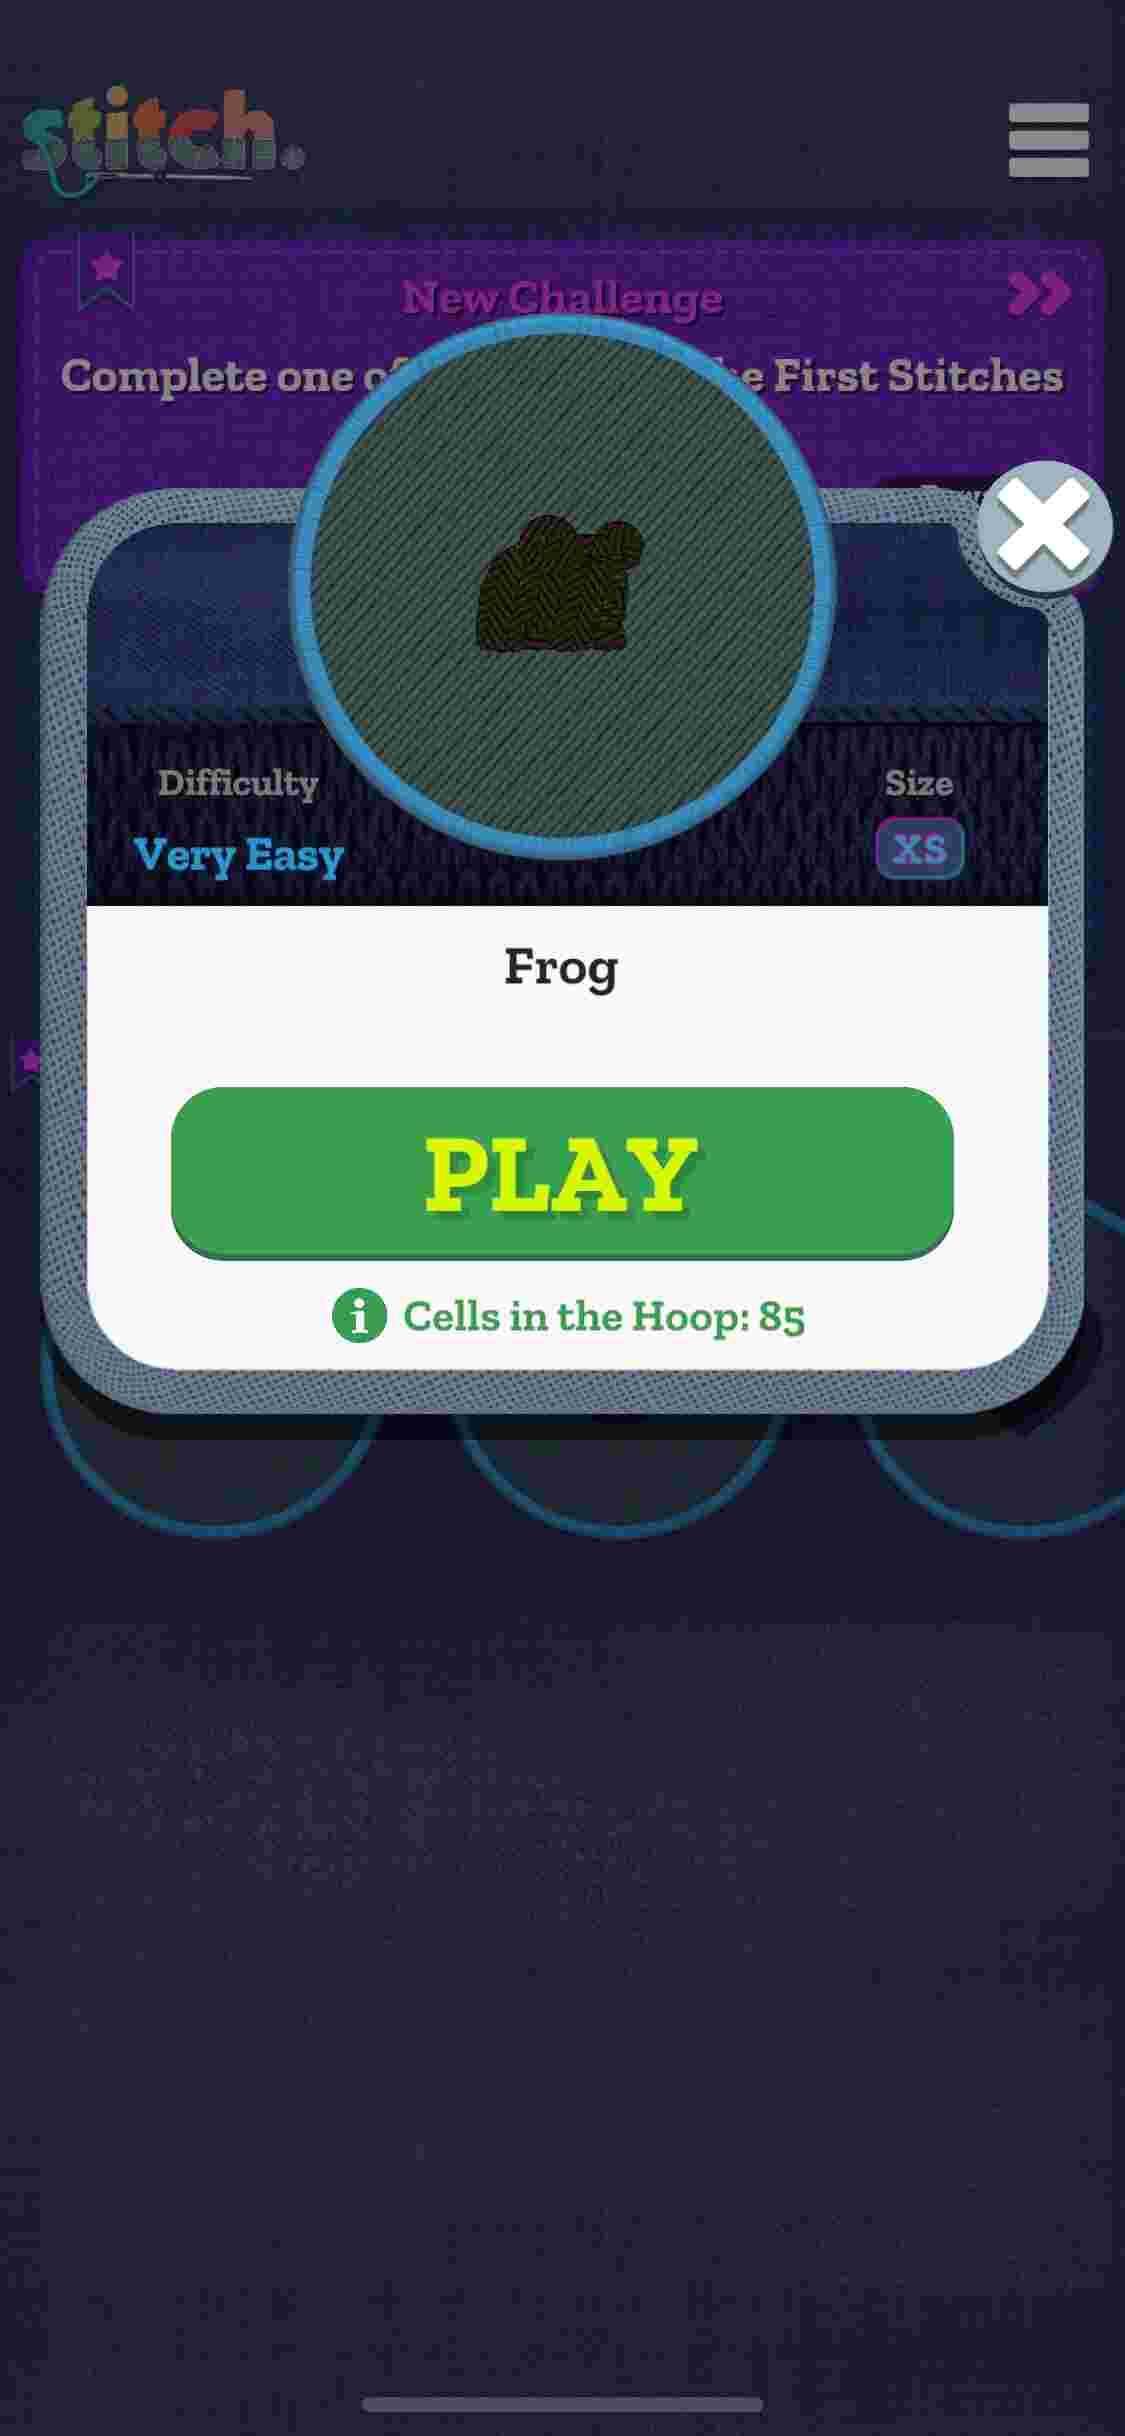 stitch.
New Challenge
Complete one of he First Stitches
Difficulty
Size
Very Easy
XS
Frog
PLAY
Cells in the Hoop: 85